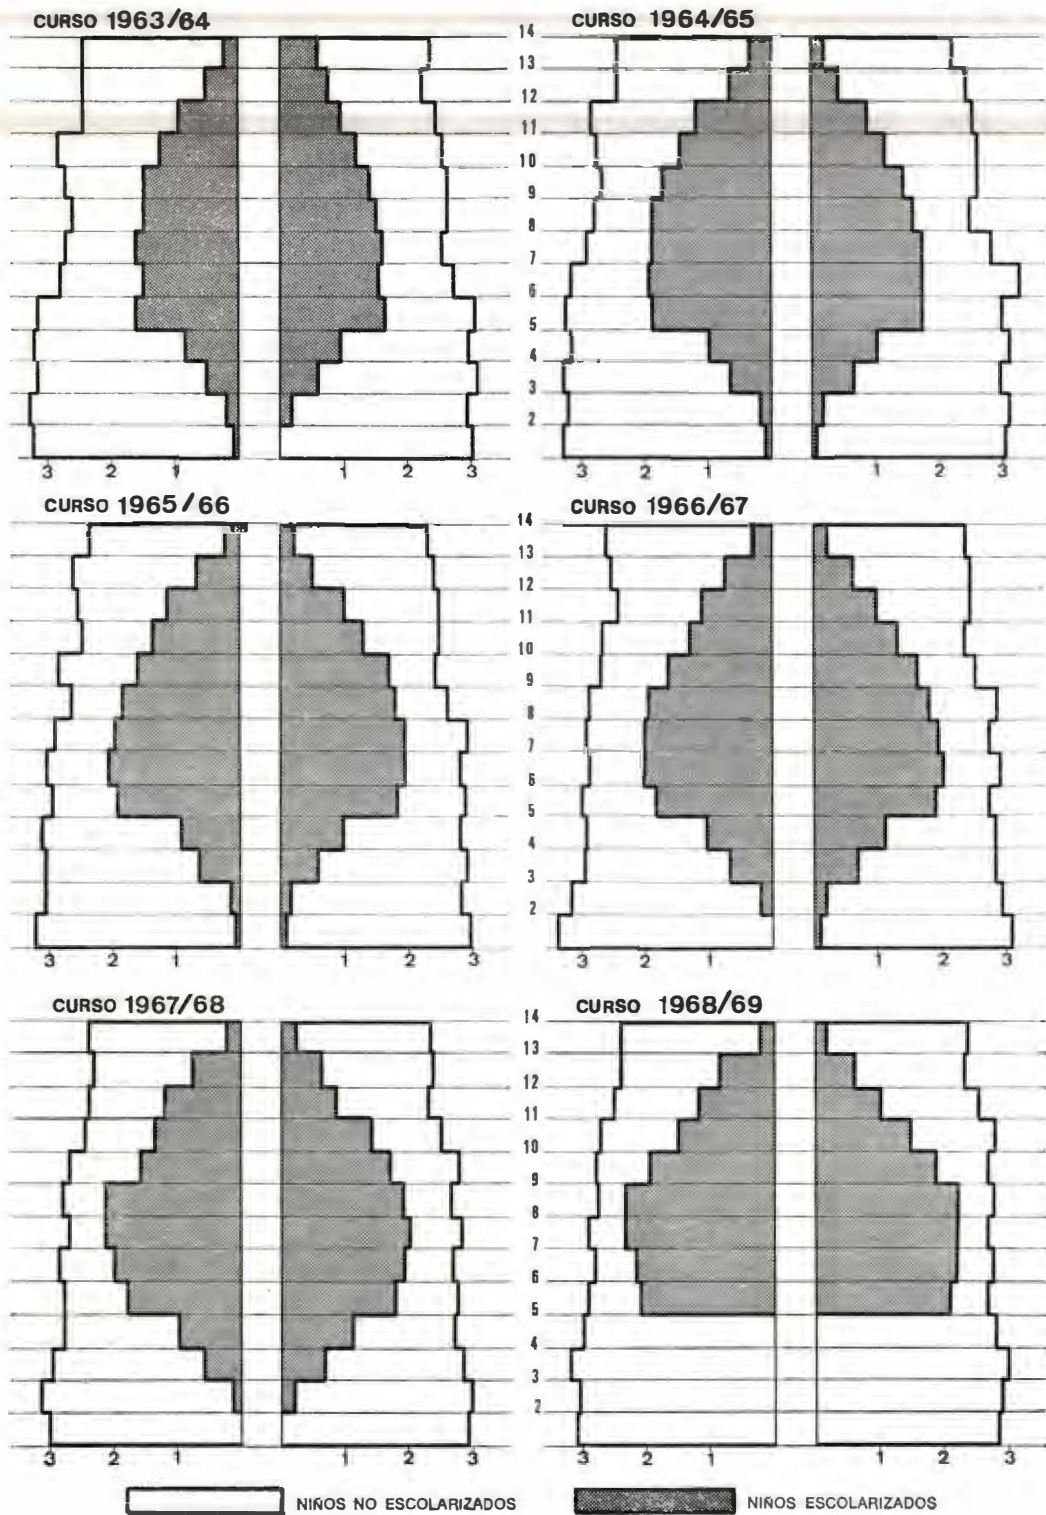 CURSO 1963/64
CURSO 1964/65
14
13
12
11
10
9
8
7
6
5
4
3
2
3 2 1 1 2 3
3 2 1 1 2 3
CURSO 1965/66
CURSO 1966/67
14
13
12
11
10
9
8
7
6
5
4
3
2
3 2 1 1 2 3
3 2 1 1 2 3
CURSO 1967/68
CURSO 1968/69
14
13
12
11
10
9
8
7
6
5
4
3
2
3 2 1 1 2 3
3 2 1 1 2 3
NIÑOS NO ESCOLARIZADOS
NIÑOS ESCOLARIZADOS